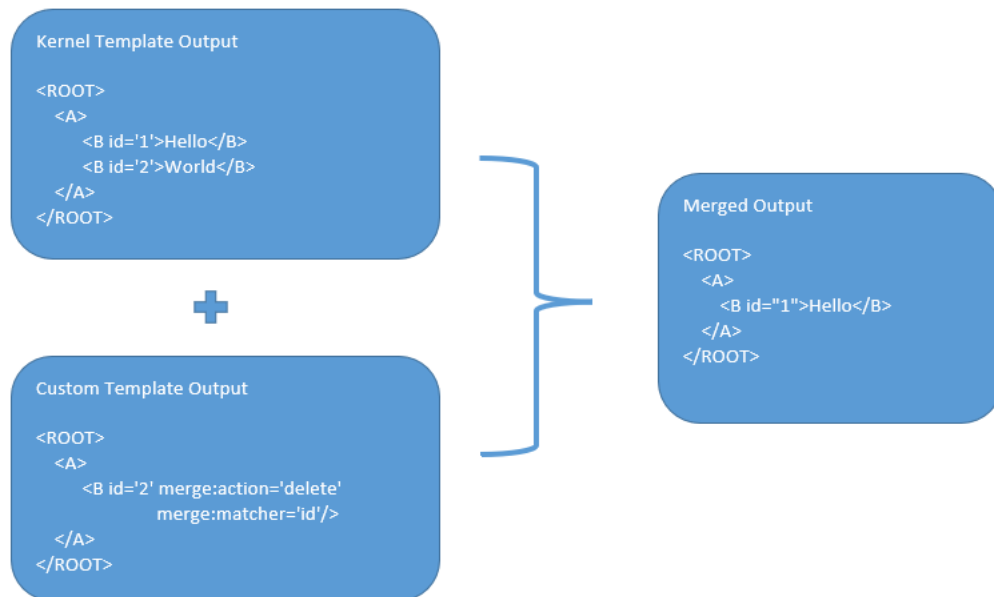 Kernel Template Output
<ROOT>
<A>
<B id='1'>Hello</B>
<B id='2'>World</B>
</A>
</ROOT>
Custom Template Output
<ROOT>
<A>
<B id='2' merge:action='delete'
merge:matcher='id'/>
</A>
</ROOT>
Merged Output
<ROOT>
<A>
<B id="1">Hello</B>
</A>
</ROOT>